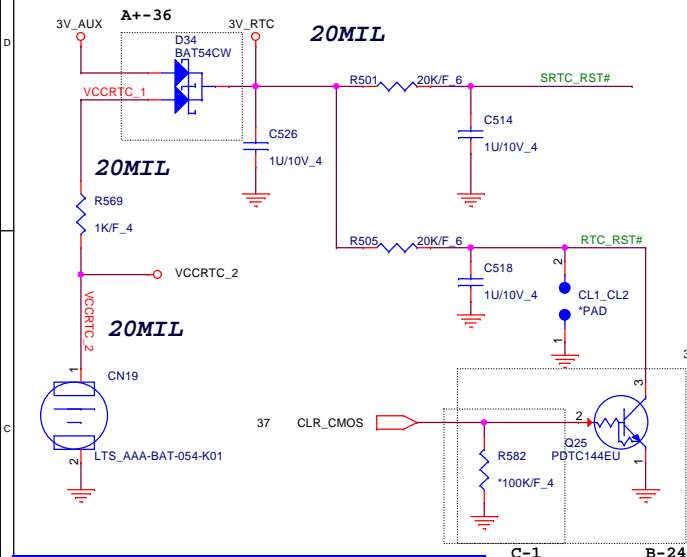 A+-36
3V_AUX
3V_RTC
20MIL
D
D34
BAT54CW
VCCRTC_1
R501
20K/F_6
SRTC_RST#
C526
1U/10V_4
C514
1U/10V_4
20MIL
R569
1K/F_4
R505
20K/F_6
RTC_RST#
VCCRTC_2
C518
1U/10V_4
2
CL1_CL2
*PAD
1
VCCRTC_2
20MIL
1
CN19
3
3
C
37
CLR_CMOS
2
Q25
PDTC144EU
R582
*100K/F_4
1
2
LTS_AAA-BAT-054-K01
C-1
B-24